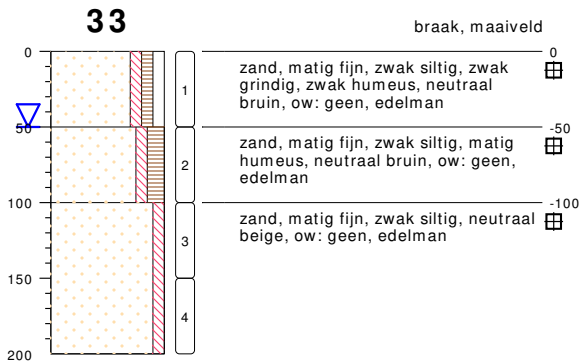 33
braak, maaiveld
0
0
zand, matig fijn, zwak siltig, zwak
grindig, zwak humeus, neutraal
bruin, ow: geen, edelman
1
50
-50
zand, matig fijn, zwak siltig, matig
humeus, neutraal bruin, ow: geen,
edelman
2
100
-100
zand, matig fijn, zwak siltig, neutraal
beige, ow: geen, edelman
3
150
4
200